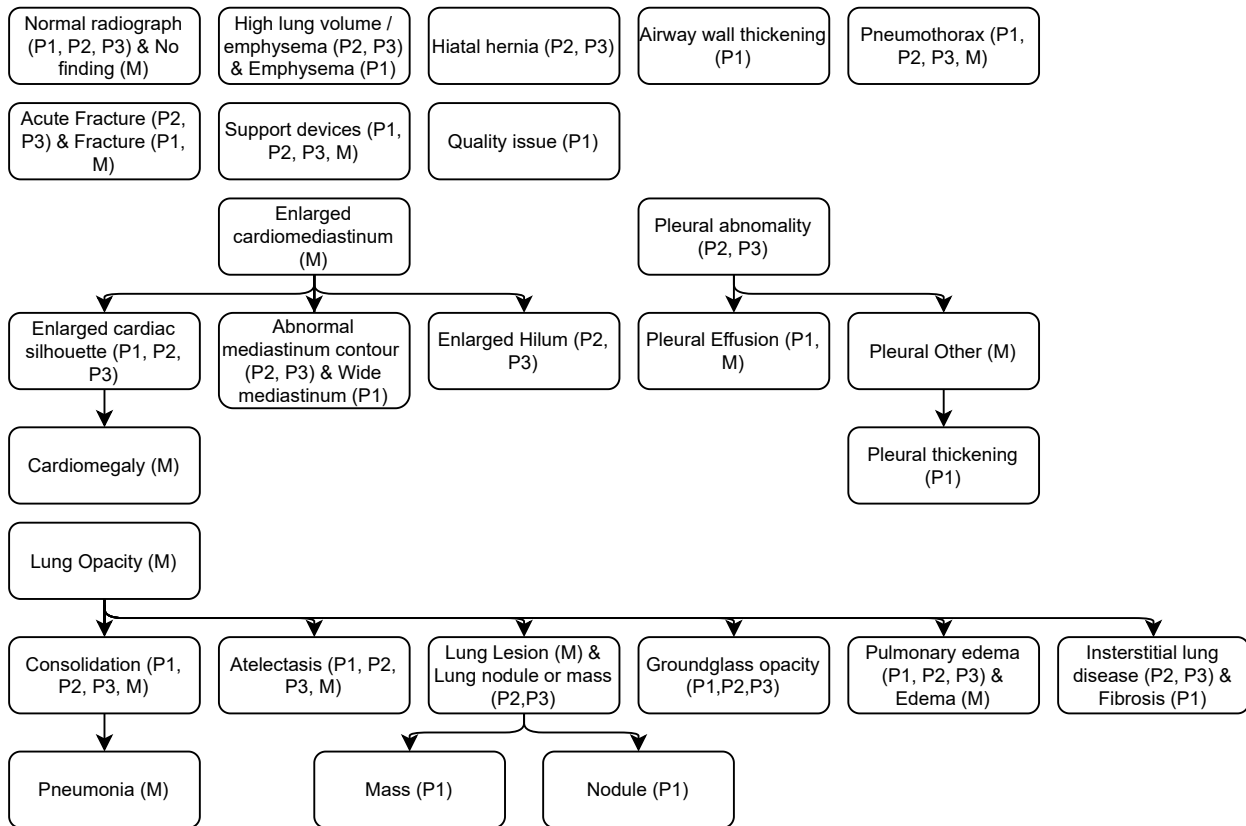 Normal radiograph
(P1, P2, P3) & No
finding (M)
High lung volume /
emphysema (P2, P3)
& Emphysema (P1)
Hiatal hernia (P2, P3)
Airway wall thickening
(P1)
Pneumothorax (P1,
P2, P3, M)
Acute Fracture (P2,
P3) & Fracture (P1,
M)
Support devices (P1,
P2, P3, M)
Quality issue (P1)
Enlarged
cardiomediastinum
(M)
Pleural abnomality
(P2, P3)
Enlarged cardiac
silhouette (P1, P2,
P3)
Abnormal
mediastinum contour
(P2, P3) & Wide
mediastinum (P1)
Enlarged Hilum (P2,
P3)
Pleural Effusion (P1,
M)
Pleural Other (M)
Cardiomegaly (M)
Pleural thickening
(P1)
Lung Opacity (M)
Consolidation (P1,
P2, P3, M)
Atelectasis (P1, P2,
P3, M)
Lung Lesion (M) &
Lung nodule or mass
(P2,P3)
Groundglass opacity
(P1,P2,P3)
Pulmonary edema
(P1, P2, P3) &
Edema (M)
Insterstitial lung
disease (P2, P3) &
Fibrosis (P1)
Pneumonia (M)
Mass (P1)
Nodule (P1)